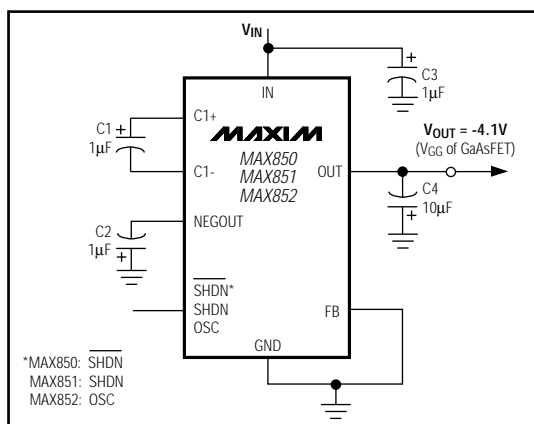 VIN
C3
1µF
IN
C1+
C1
1µF
MAXIM
MAX850
MAX851
MAX852
C1-
OUT
VOUT = -4.1V
(VGG of GaAsFET)
C4
10µF
NEGOUT
C2
1µF
SHDN*
SHDN
OSC
FB
GND
*MAX850: SHDN
MAX851: SHDN
MAX852: OSC